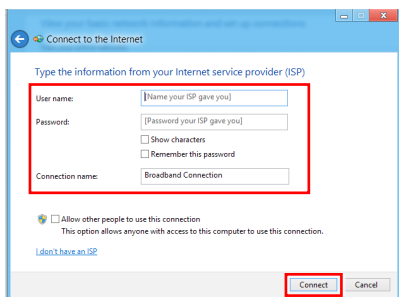 View your basic network information and set up connections
Connect to the Internet
Type the information from your Internet service provider (ISP)
User name:
[Name your ISP gave you]
Password:
[Password your ISP gave you]
Show characters
Remember this password
Connection name:
Broadband Connection
Allow other people to use this connection
This option allows anyone with access to this computer to use this connection.
I don't have an ISP
Connect
Cancel